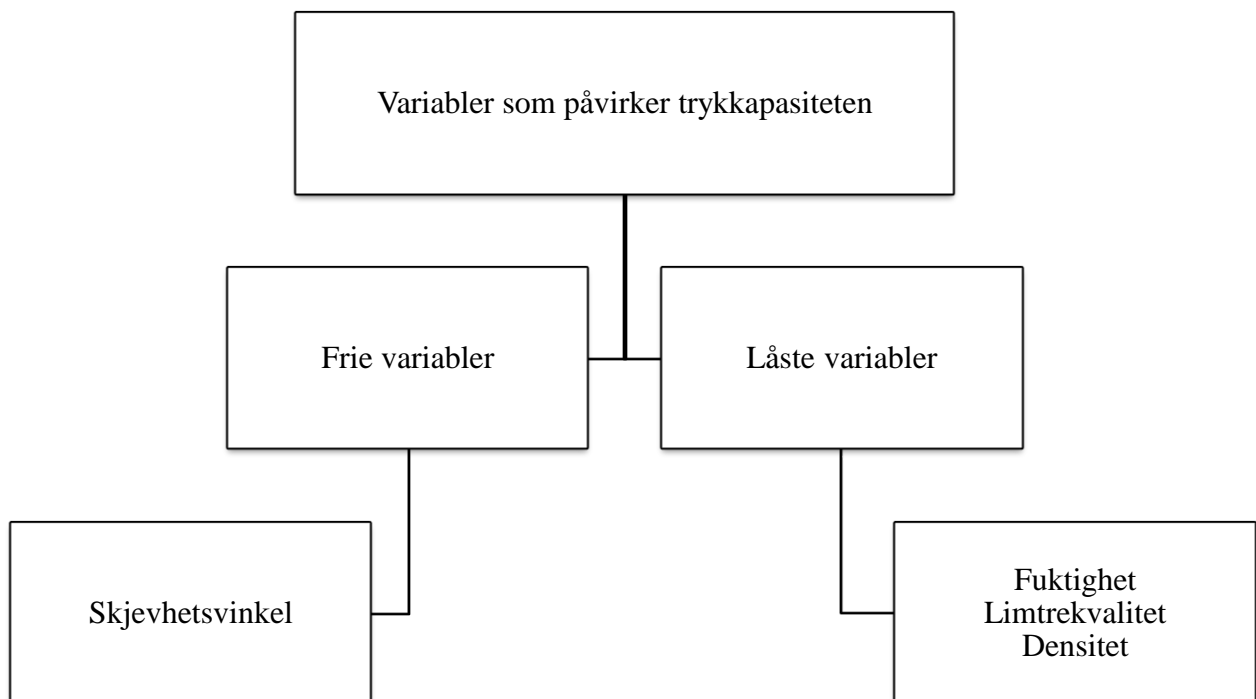 Variabler som påvirker trykkapasiteten
Frie variabler
Låste variabler
Skjevhetsvinkel
Fuktighet
Limtrekvalitet
Densitet